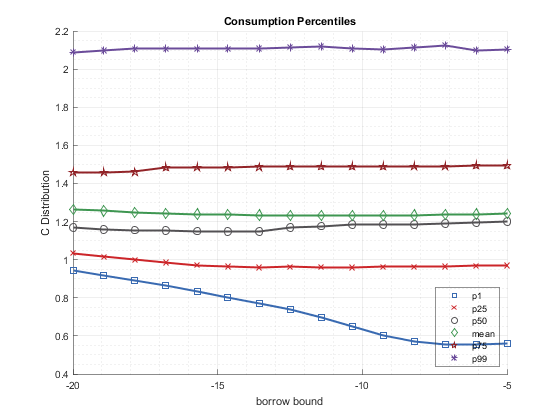 Consumption Percentiles
2.2
2
1.8
1.6
1.4
1.2
1
0.8
0.6
0.4
C Distribution
-20
-15
-10
-5
borrow bound
p1
p25
p50
mean
p75
p99